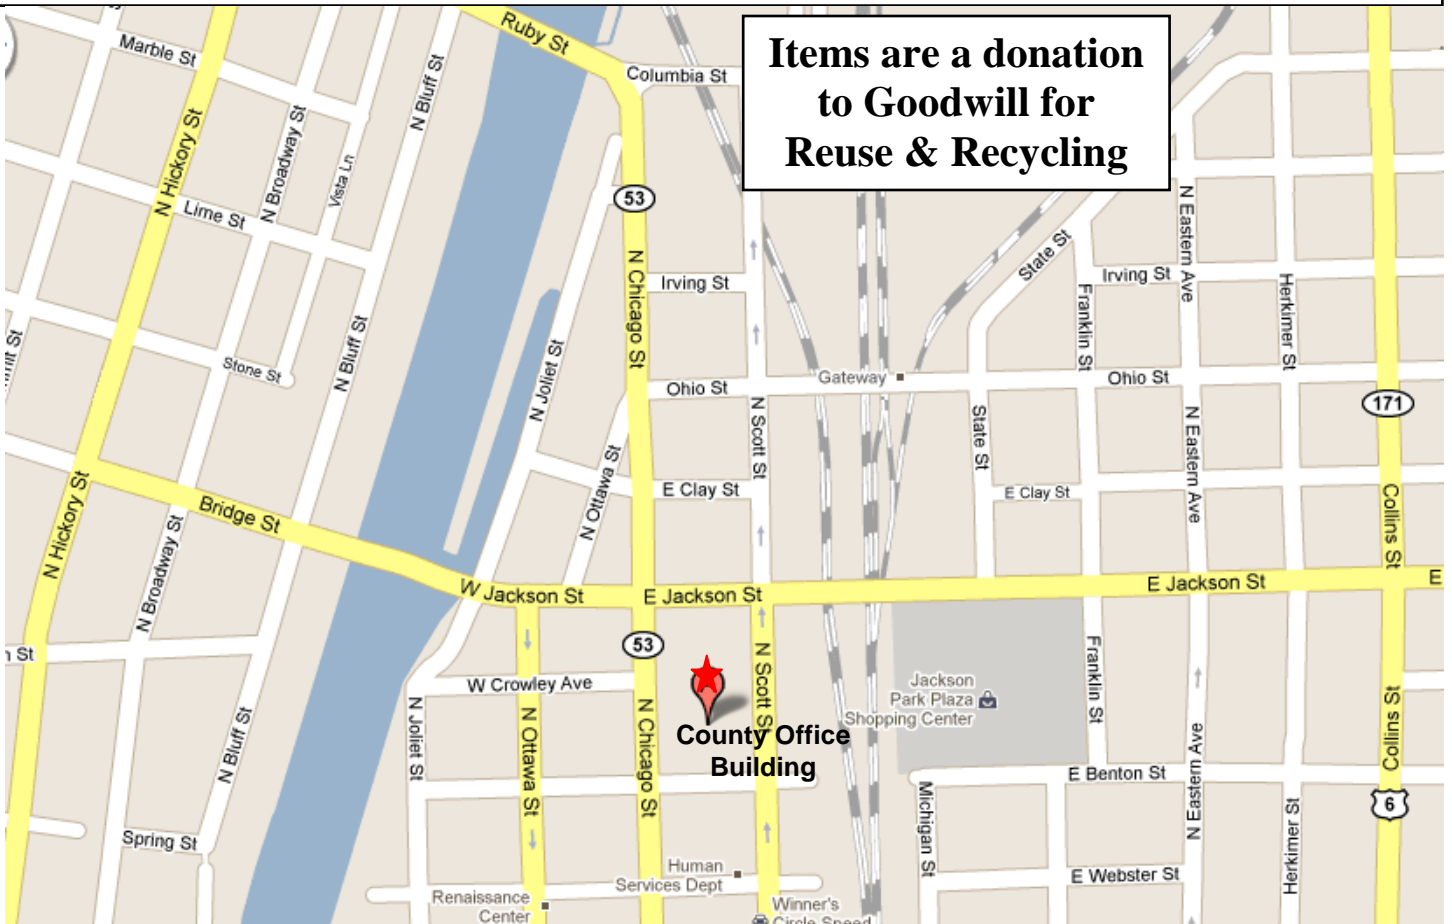 Items are a donation
to Goodwill for
Reuse & Recycling
Ruby St
Columbia St
Marble St
N Bluff St
N Hickory St
N Broadway St
Vista Ln
Lime St
53
N Eastern Ave
State St
N Chicago St
Irving St
Irving St
Franklin St
Herkimer St
N Bluff St
Stone St
N Joliet St
Ohio St
Gateway
Ohio St
171
N Scott St
State St
N Eastern Ave
N Ottawa St
E Clay St
E Clay St
Collins St
N Hickory St
Bridge St
N Broadway St
W Jackson St
E Jackson St
E Jackson St
E
53
St
W Crowley Ave
N Scott St
Franklin St
Jackson
Park Plaza
Shopping Center
N Joliet St
N Ottawa St
N Chicago St
County Office
Building
N Bluff St
Collins St
E Benton St
N Eastern Ave
Michigan St
6
Herkimer St
Spring St
Human
Services Dept
E Webster St
Renaissance
Center
Winner's
Circle Speed